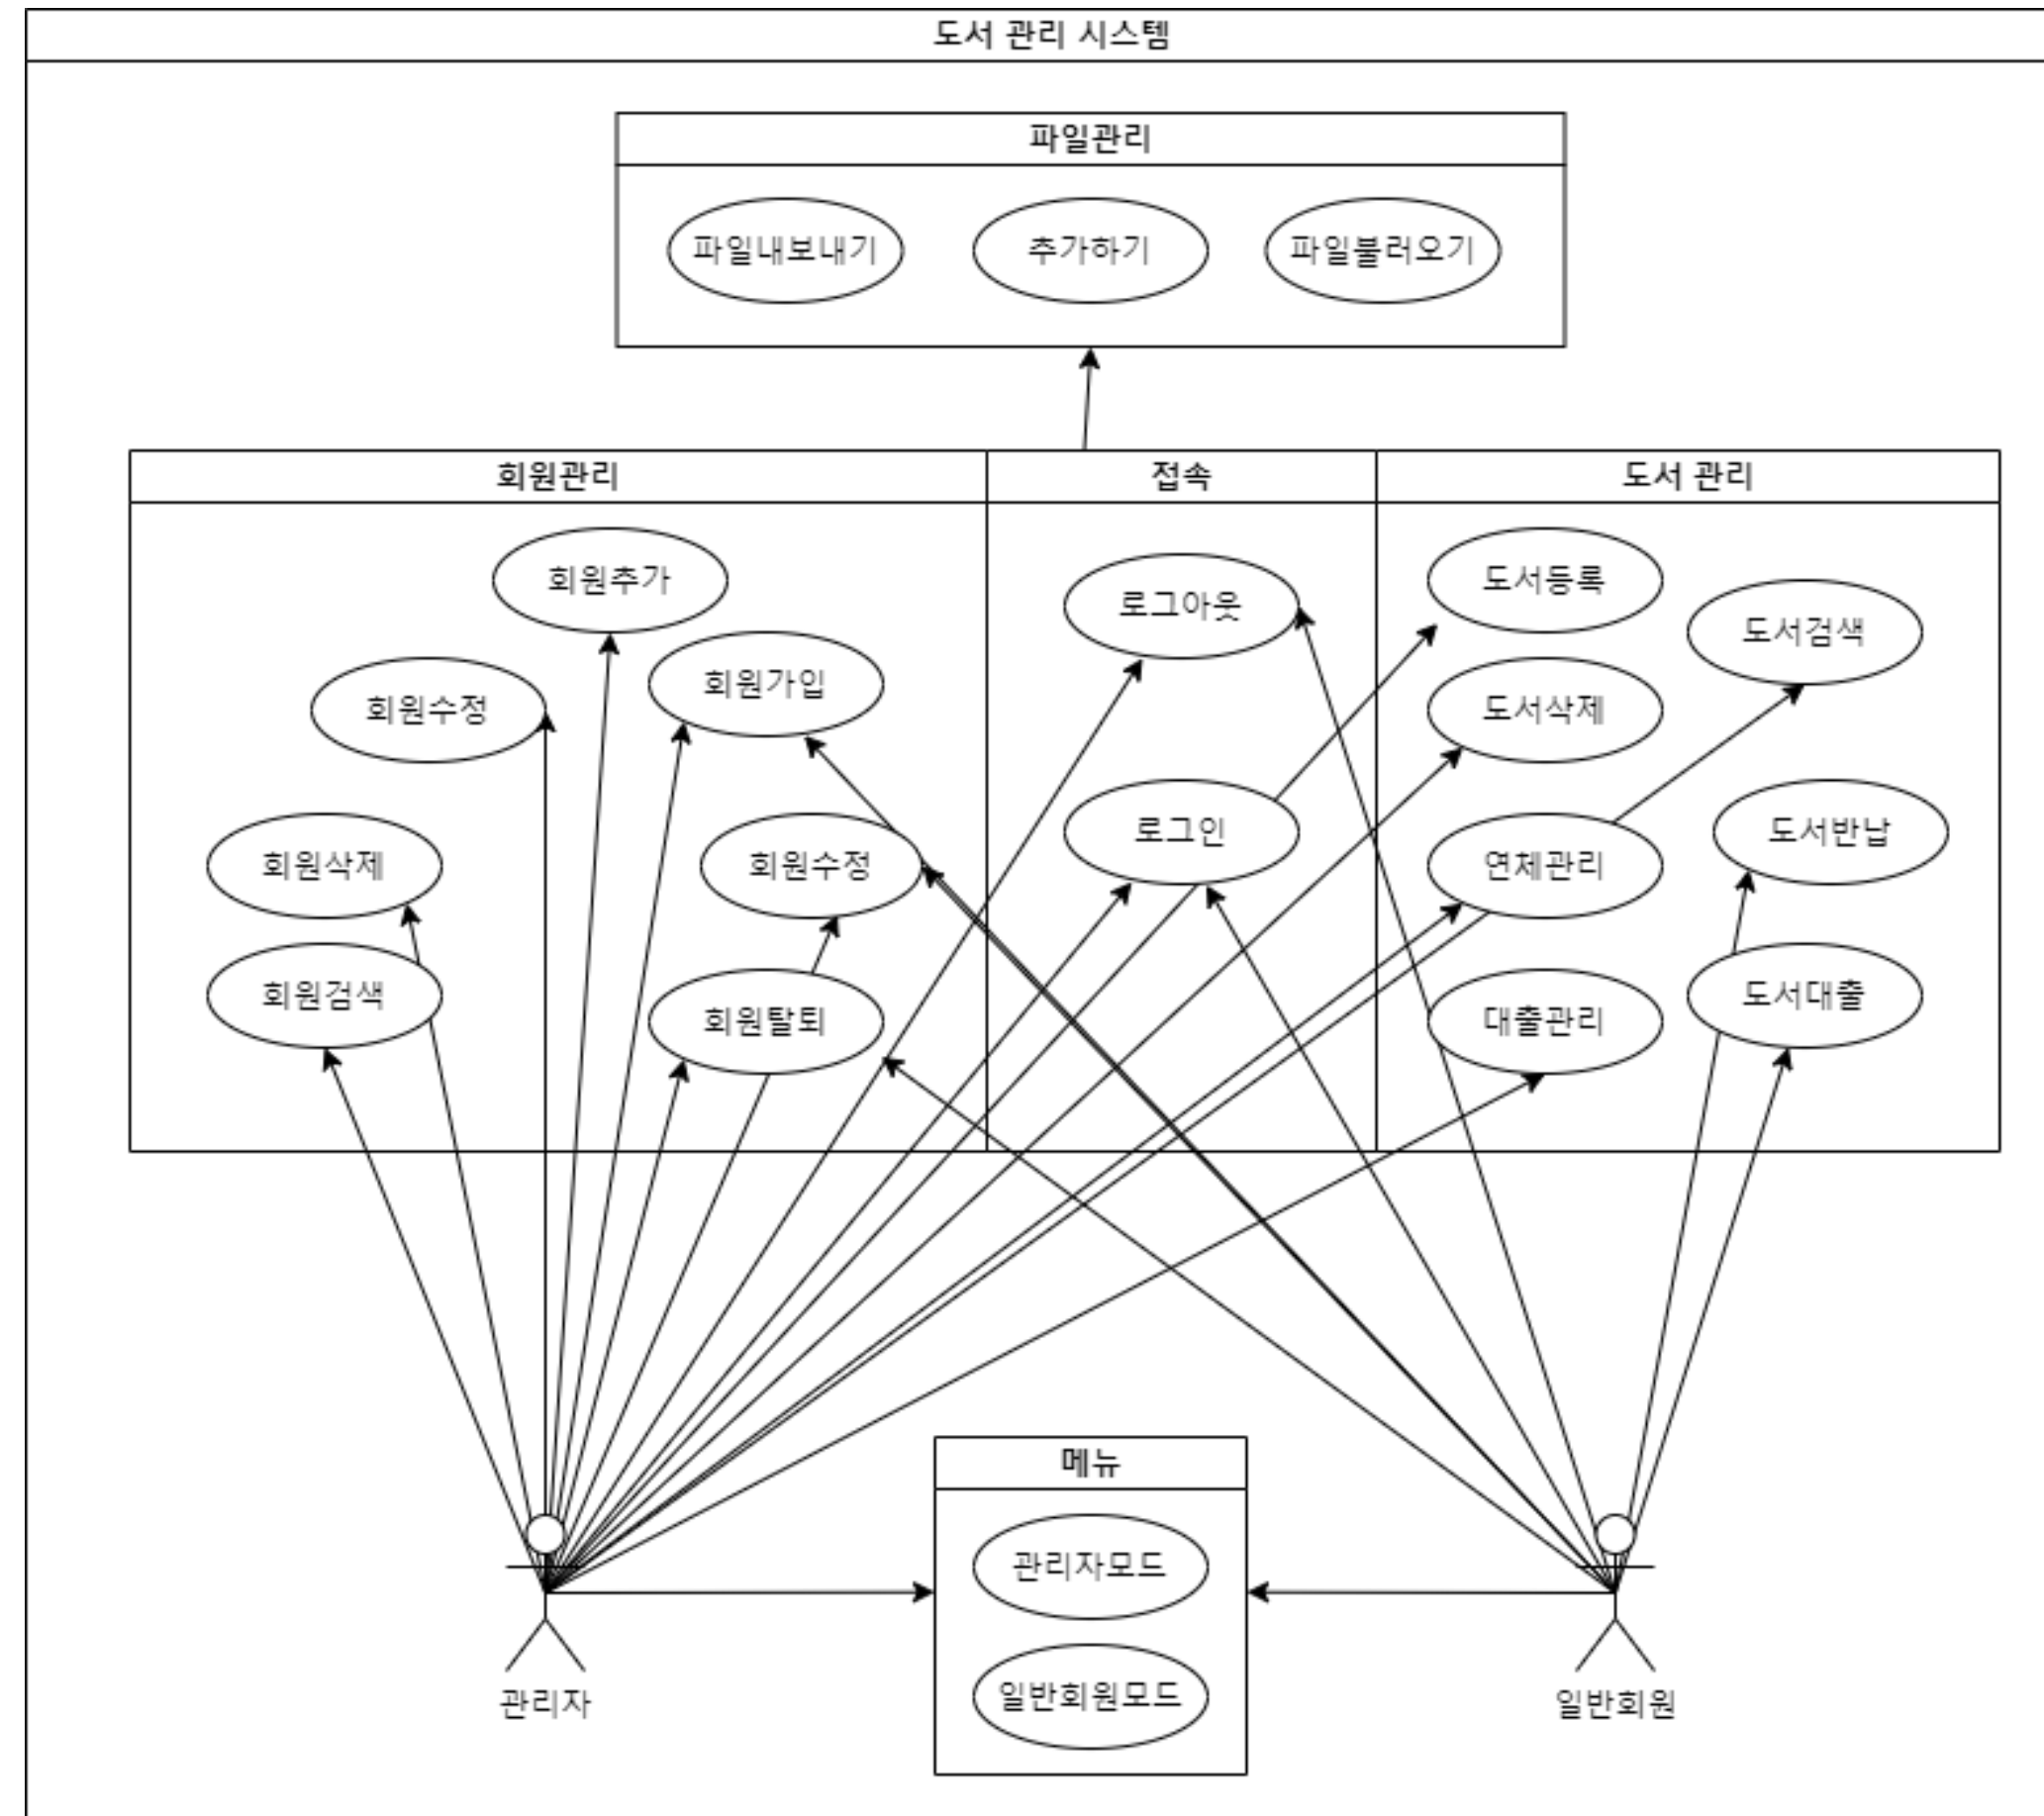 도서 관리 시스템
파일관리
파일내보내기
추가하기
파일불러오기
회원관리
회원추가
회원수정
회원가입
회원삭제
회원수정
회원검색
회원탈퇴
접속
로그아웃
로그인
도서 관리
도서등록
도서검색
도서삭제
연체관리
도서반납
대출관리
도서대출
메뉴
관리자모드
일반회원모드
관리자
일반회원